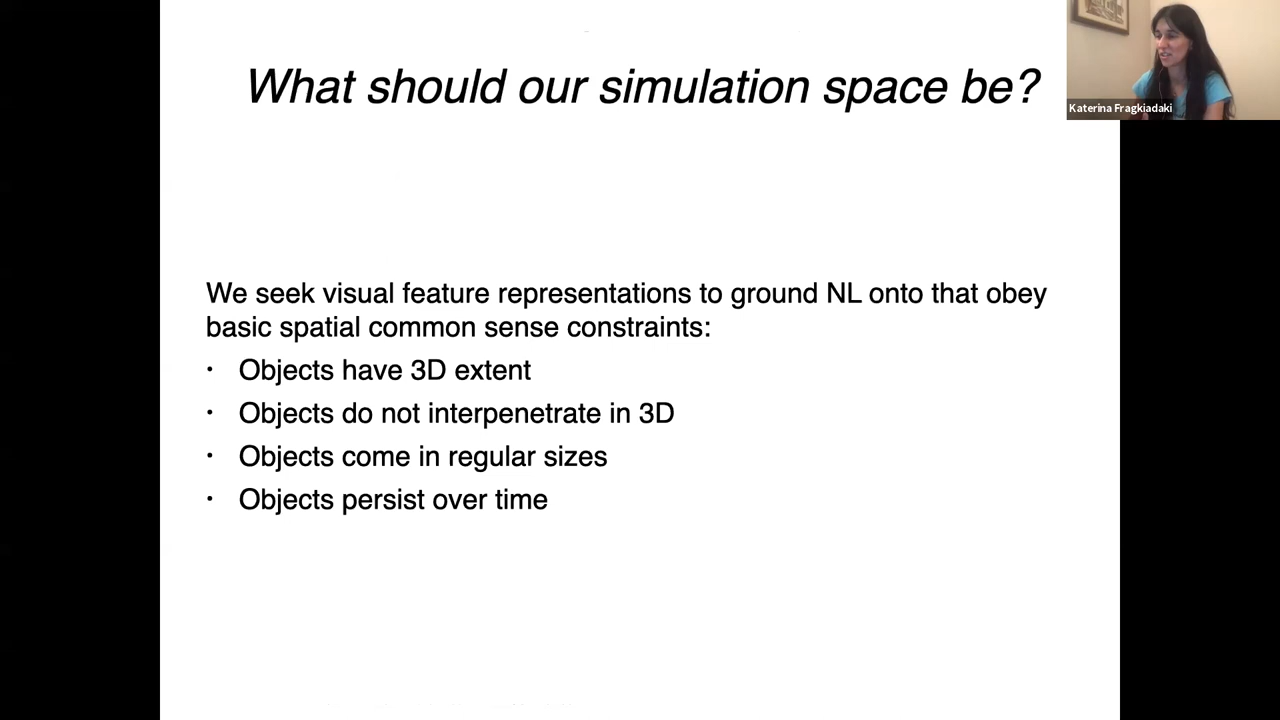 What should our simulation space be?
Katerina Fragkiadaki
We seek visual feature representations to ground NL onto that obey
basic spatial common sense constraints:
· Objects have 3D extent
· Objects do not interpenetrate in 3D
· Objects come in regular sizes
· Objects persist over time